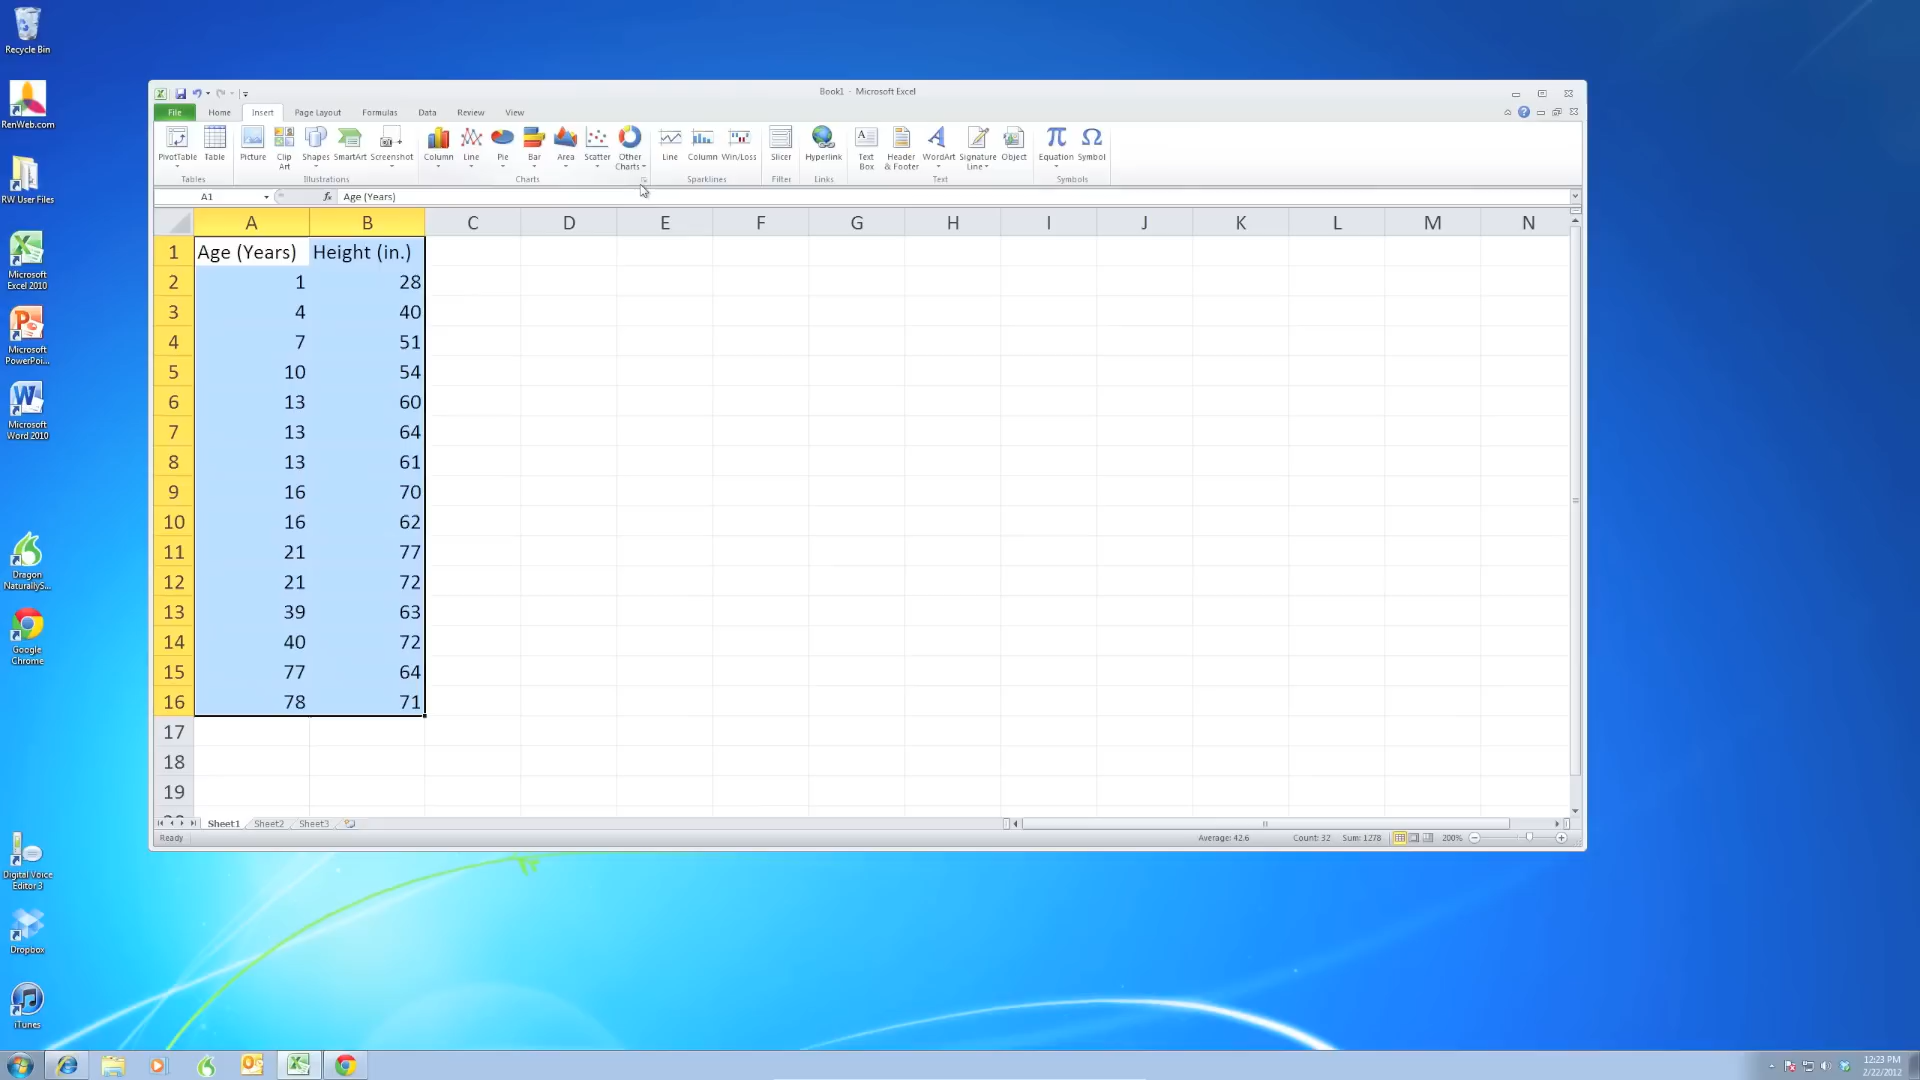 Recycle Bin
RenWeb.com
RW User Files
Microsoft
Excel 2010
Microsoft
PowerPoi...
Microsoft
Word 2010
Dragon
NaturallyS...
Google
Chrome
Digital Voice
Editor 3
Dropbox
iTunes
Book1 - Microsoft Excel
File Home Insert Page Layout Formulas Data Review View
PivotTable Table Picture Clip Art Shapes SmartArt Screenshot Column Line Pie Bar Area Scatter Other Charts Line Column Win/Loss Slicer Hyperlink Text Box Header & Footer WordArt Signature Line Object Equation Symbol
Tables Illustrations Charts Sparklines Filter Links Text Symbols
A1 fx Age (Years)
A B C D E F G H I J K L M N
1 Age (Years) Height (in.)
2 1 28
3 4 40
4 7 51
5 10 54
6 13 60
7 13 64
8 13 61
9 16 70
10 16 62
11 21 77
12 21 72
13 39 63
14 40 72
15 77 64
16 78 71
17
18
19
Sheet1 Sheet2 Sheet3
Ready Average: 42.6 Count: 32 Sum: 1278 200%
12:23 PM
2/22/2012